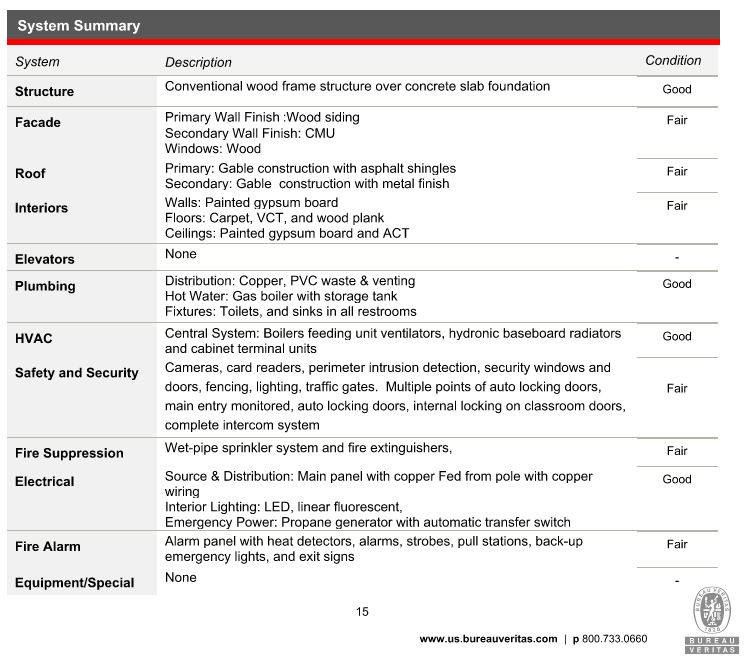 System Summary
System Description Condition
Structure Conventional wood frame structure over concrete slab foundation Good
Facade Primary Wall Finish :Wood siding Fair
Secondary Wall Finish: CMU
Windows: Wood
Roof Primary: Gable construction with asphalt shingles Fair
Secondary: Gable construction with metal finish
Interiors Walls: Painted gypsum board Fair
Floors: Carpet, VCT, and wood plank
Ceilings: Painted gypsum board and ACT
Elevators None -
Plumbing Distribution: Copper, PVC waste & venting Good
Hot Water: Gas boiler with storage tank
Fixtures: Toilets, and sinks in all restrooms
HVAC Central System: Boilers feeding unit ventilators, hydronic baseboard radiators Good
and cabinet terminal units
Safety and Security Cameras, card readers, perimeter intrusion detection, security windows and
doors, fencing, lighting, traffic gates. Multiple points of auto locking doors, Fair
main entry monitored, auto locking doors, internal locking on classroom doors,
complete intercom system
Fire Suppression Wet-pipe sprinkler system and fire extinguishers, Fair
Electrical Source & Distribution: Main panel with copper Fed from pole with copper Good
wiring
Interior Lighting: LED, linear fluorescent,
Emergency Power: Propane generator with automatic transfer switch
Fire Alarm Alarm panel with heat detectors, alarms, strobes, pull stations, back-up Fair
emergency lights, and exit signs
Equipment/Special None -
15
www.us.bureauveritas.com | p 800.733.0660
BUREAU VERITAS
1828
BUREAU
VERITAS